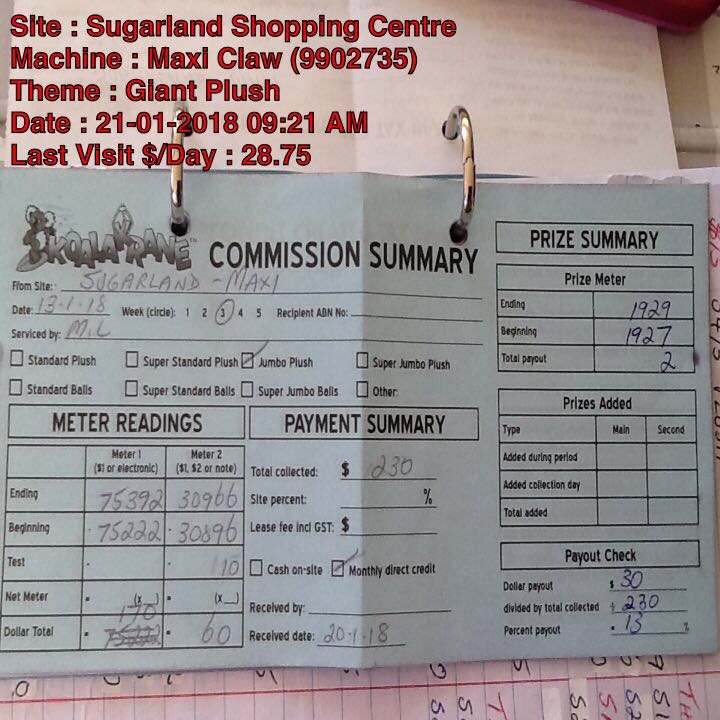 Site : Sugarland Shopping Centre
Machine : Maxi Claw (9902735)
Theme : Giant Plush
Date : 21-01-2018 09:21 AM
Last Visit $/Day : 28.75
KOALA KRANE™ COMMISSION SUMMARY
From Site: SUGARLAND - MAXI
Date: 13-1-18 Week (circle): 1 2 3 4 5 Recipient ABN No:
Serviced by: M.L
Standard Plush Super Standard Plush Jumbo Plush Super Jumbo Plush
Standard Balls Super Standard Balls Super Jumbo Balls Other:
METER READINGS
Meter 1 Meter 2
($1 or electronic) ($1, $2 or note)
Ending 75392 30966
Beginning 75222 30896
Test 10
Net Meter = (x__) = (x__)
170
Dollar Total = 75222 = 60
PAYMENT SUMMARY
Total collected: $ 230
Site percent: %
Lease fee incl GST: $
Cash on-site Monthly direct credit
Received by:
Received date: 20-1-18
PRIZE SUMMARY
Prize Meter
Ending 1929
Beginning 1927
Total payout 2
Prizes Added
Type Main Second
Added during period
Added collection day
Total added
Payout Check
Dollar payout $ 30
divided by total collected ÷ 230
Percent payout = 13 %